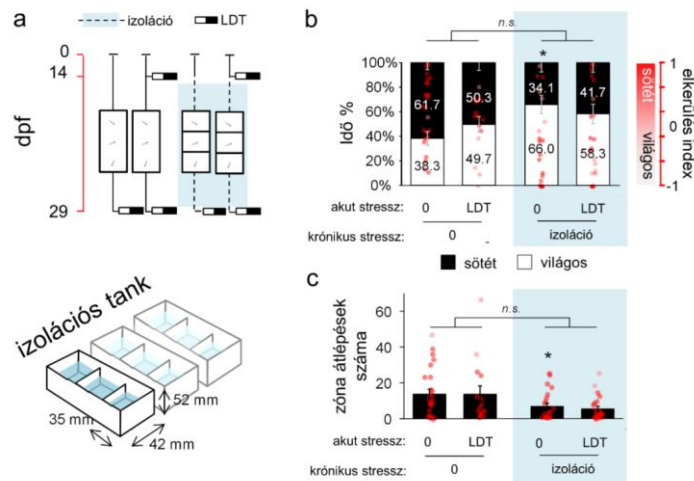 a
izoláció
LDT
0
14
dpf
29
izolációs tank
35 mm
42 mm
52 mm
b
n.s.
*
Idő %
100%
80%
60%
40%
20%
0%
61.7
50.3
34.1
41.7
38.3
49.7
66.0
58.3
1
0
-1
sötét
világos
elkerülés index
akut stressz: 0 LDT 0 LDT
krónikus stressz: 0 izoláció
sötét világos
c
n.s.
*
zóna átlépések
száma
60
40
20
0
akut stressz: 0 LDT 0 LDT
krónikus stressz: 0 izoláció